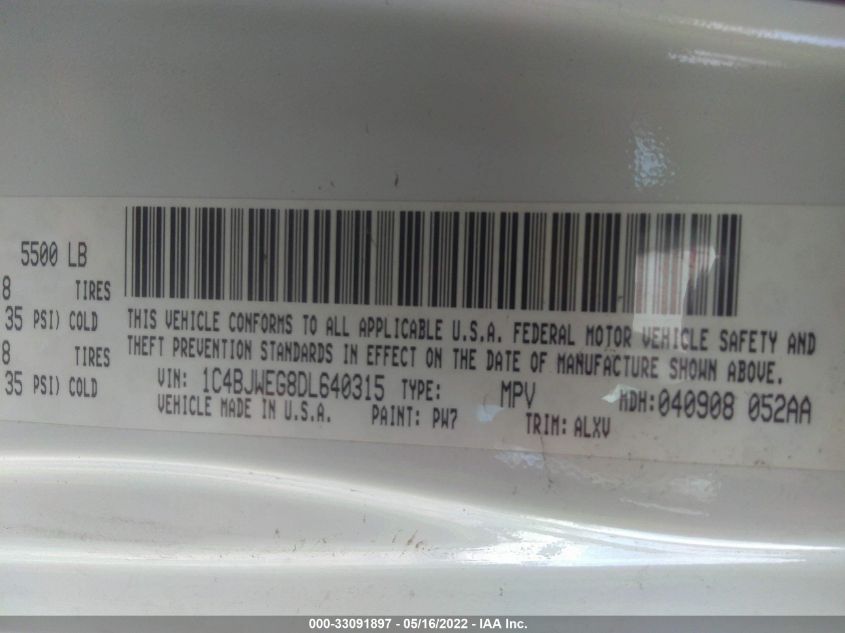 5500 LB
8 TIRES
35 PSI) COLD
8 TIRES
35 PSI) COLD
THIS VEHICLE CONFORMS TO ALL APPLICABLE U.S.A. FEDERAL MOTOR VEHICLE SAFETY AND
THEFT PREVENTION STANDARDS IN EFFECT ON THE DATE OF MANUFACTURE SHOWN ABOVE.
VIN: 1C4BJWEG8DL640315 TYPE: MPV MDH:040908 052AA
VEHICLE MADE IN U.S.A. PAINT: PW7 TRIM: ALXV
000-33091897 - 05/16/2022 - IAA Inc.